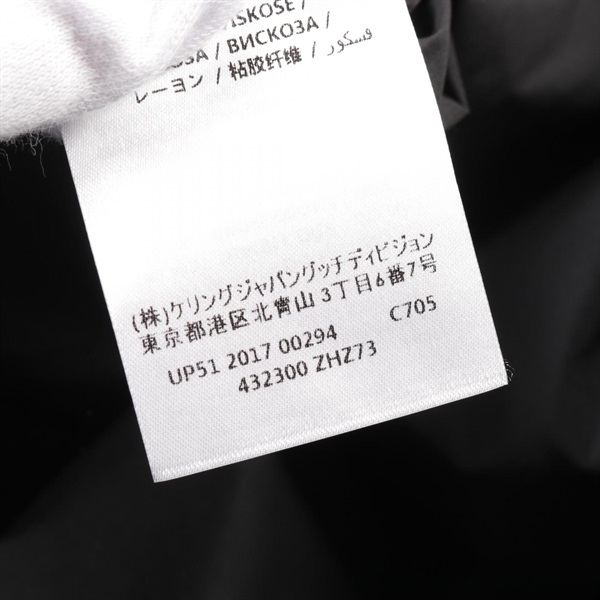 ISKOSE /
ВИСКОЗА / فسكوز
レーヨン / 粘胶纤维 /
(株)ケリングジャパングッチディビジョン
東京都港区北青山3丁目6番7号
UP51 2017 00294 C705
432300 ZHZ73